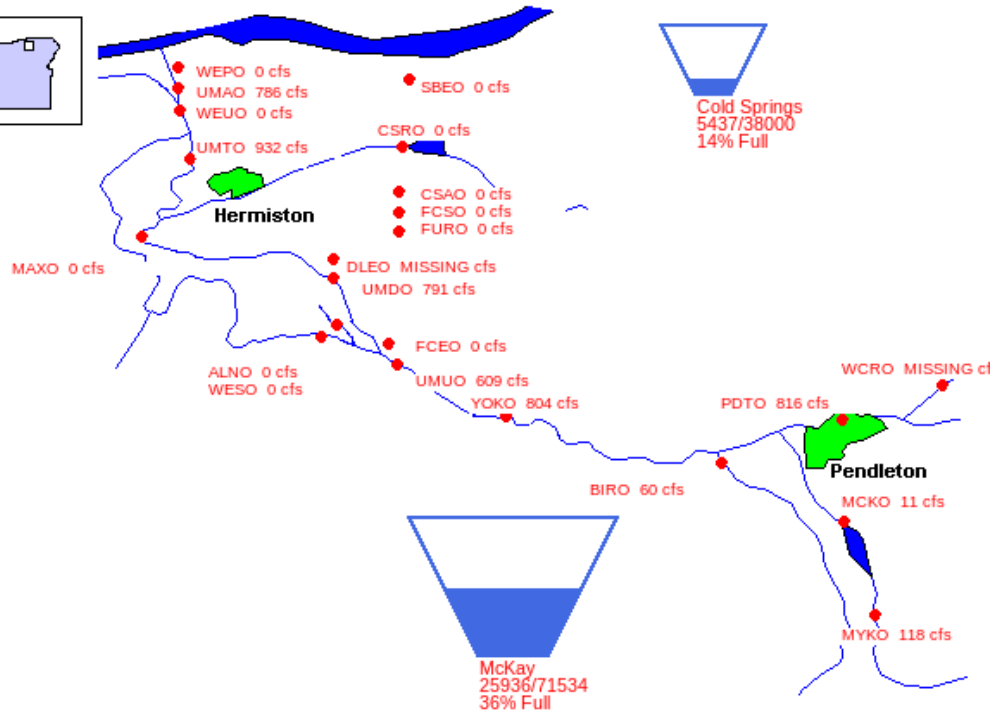 WEPO 0 cfs
UMAO 786 cfs
WEUO 0 cfs
SBEO 0 cfs
Cold Springs
5437/38000
14% Full
CSRO 0 cfs
UMTO 932 cfs
Hermiston
CSAO 0 cfs
FCSO 0 cfs
FURO 0 cfs
MAXO 0 cfs
DLEO MISSING cfs
UMDO 791 cfs
FCEO 0 cfs
ALNO 0 cfs
WESO 0 cfs
UMUO 609 cfs
YOKO 804 cfs
WCRO MISSING cf
PDTO 816 cfs
Pendleton
BIRO 60 cfs
MCKO 11 cfs
MYKO 118 cfs
McKay
25936/71534
36% Full